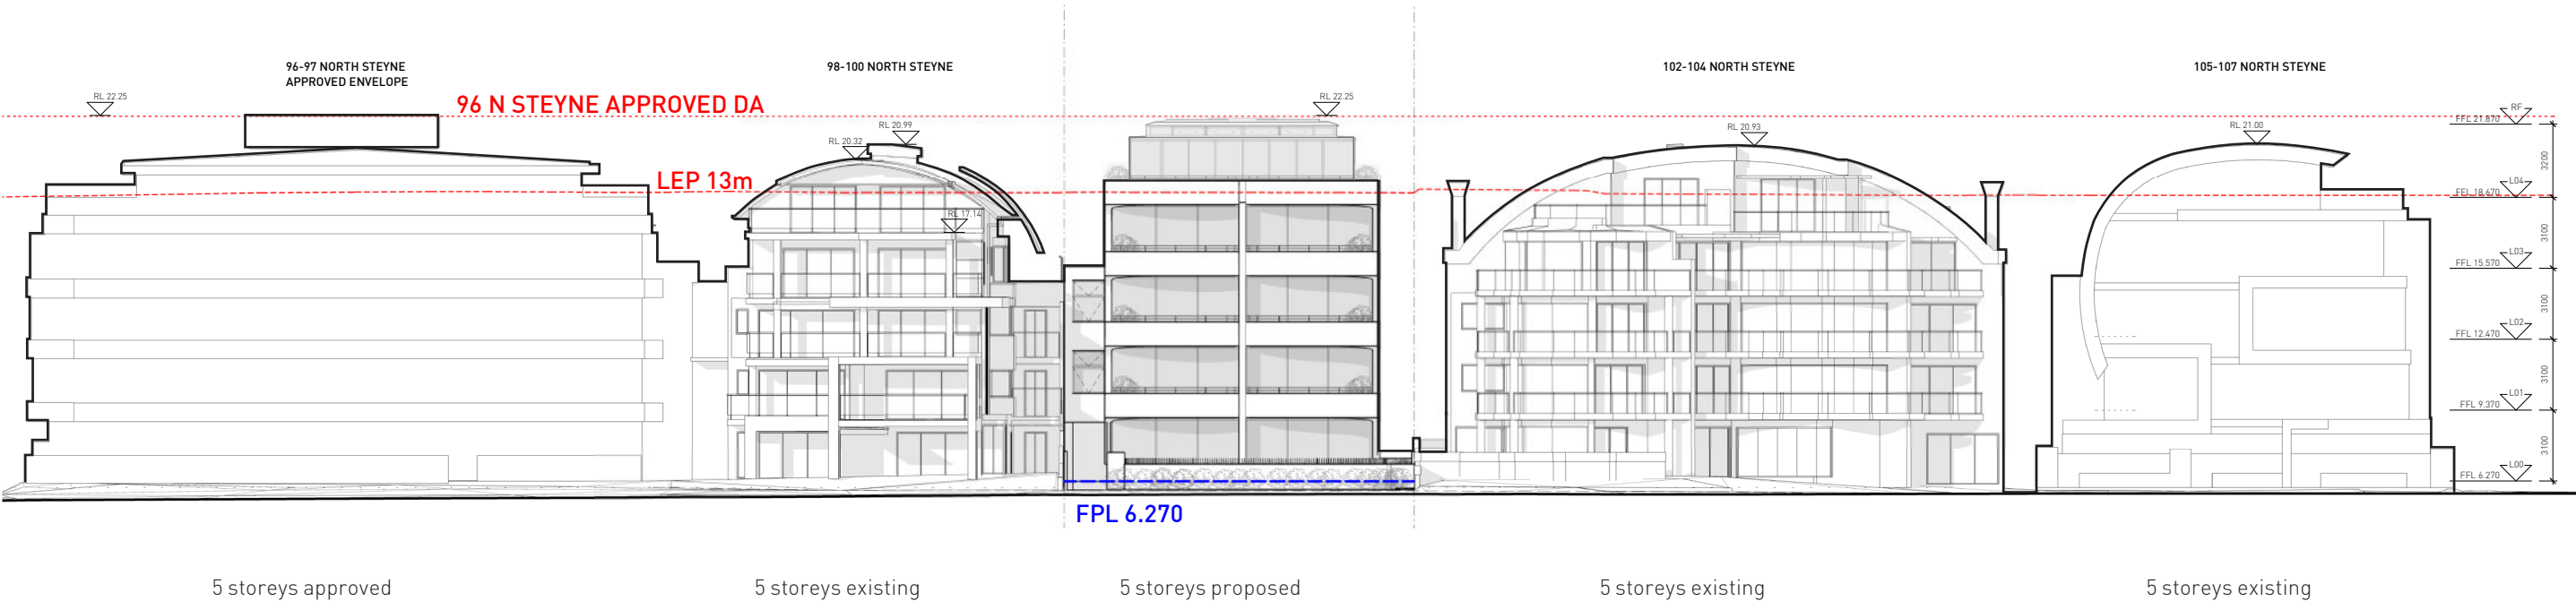 96-97 NORTH STEYNE
APPROVED ENVELOPE
98-100 NORTH STEYNE
102-104 NORTH STEYNE
105-107 NORTH STEYNE
RL 22.25
96 N STEYNE APPROVED DA
RL 22.25
RL 20.99
RL 20.32
RL 20.93
RL 21.00
RF
FFL 21.870
3200
LEP 13m
L04
FFL 18.670
RL 17.14
3100
L03
FFL 15.570
3100
L02
FFL 12.470
3100
L01
FFL 9.370
3100
L00
FFL 6.270
FPL 6.270
5 storeys approved
5 storeys existing
5 storeys proposed
5 storeys existing
5 storeys existing